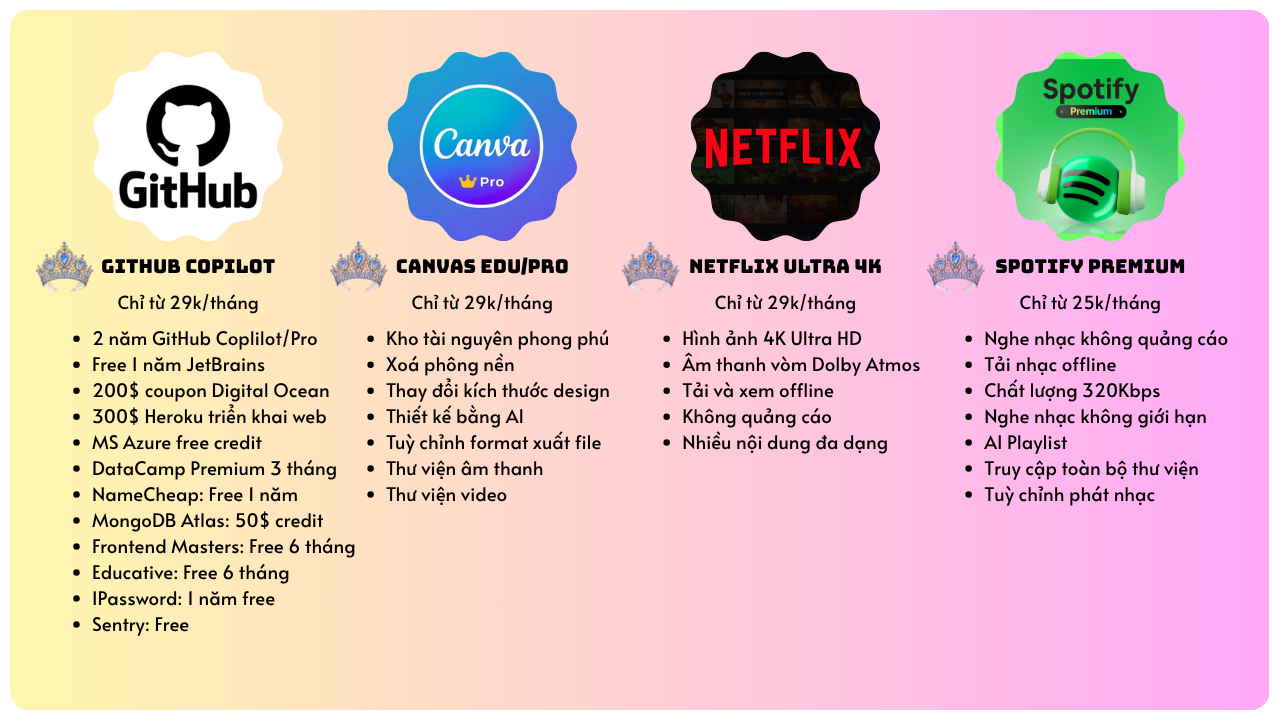 GitHub
GITHUB COPILOT
Chỉ từ 29k/tháng
2 năm GitHub Coplilot/Pro
Free 1 năm JetBrains
200$ coupon Digital Ocean
300$ Heroku triển khai web
MS Azure free credit
DataCamp Premium 3 tháng
NameCheap: Free 1 năm
MongoDB Atlas: 50$ credit
Frontend Masters: Free 6 tháng
Educative: Free 6 tháng
1Password: 1 năm free
Sentry: Free
Canva
Pro
CANVAS EDU/PRO
Chỉ từ 29k/tháng
Kho tài nguyên phong phú
Xoá phông nền
Thay đổi kích thước design
Thiết kế bằng AI
Tuỳ chỉnh format xuất file
Thư viện âm thanh
Thư viện video
NETFLIX
NETFLIX ULTRA 4K
Chỉ từ 29k/tháng
Hình ảnh 4K Ultra HD
Âm thanh vòm Dolby Atmos
Tải và xem offline
Không quảng cáo
Nhiều nội dung đa dạng
Spotify
Premium
SPOTIFY PREMIUM
Chỉ từ 25k/tháng
Nghe nhạc không quảng cáo
Tải nhạc offline
Chất lượng 320Kbps
Nghe nhạc không giới hạn
AI Playlist
Truy cập toàn bộ thư viện
Tuỳ chỉnh phát nhạc